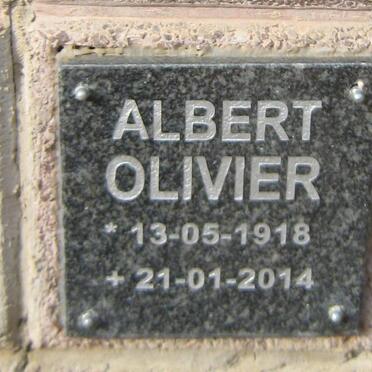 ALBERT
OLIVIER
* 13-05-1918
+ 21-01-2014